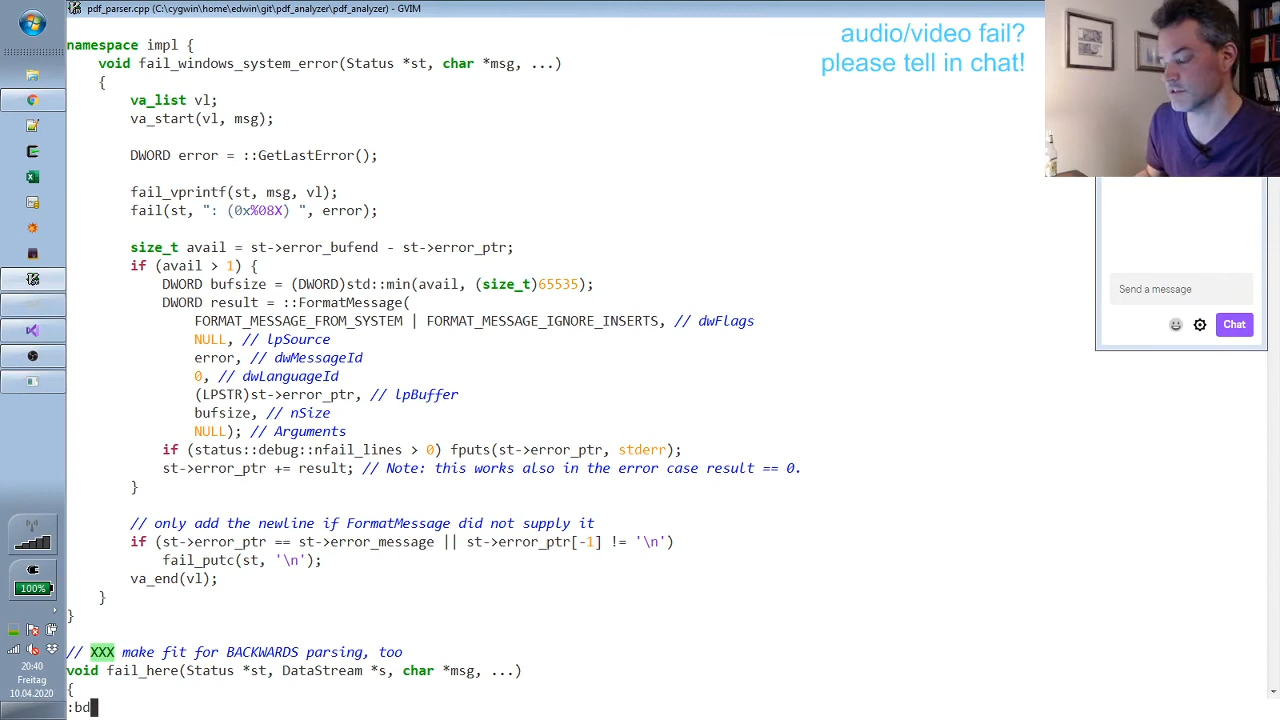 pdf_parser.cpp (C:\cygwin\home\edwin\git\pdf_analyzer\pdf_analyzer) - GVIM
audio/video fail?
please tell in chat!
namespace impl {
void fail_windows_system_error(Status *st, char *msg, ...)
{
va_list vl;
va_start(vl, msg);
DWORD error = ::GetLastError();
fail_vprintf(st, msg, vl);
fail(st, ": (0x%08X) ", error);
size_t avail = st->error_bufend - st->error_ptr;
if (avail > 1) {
DWORD bufsize = (DWORD)std::min(avail, (size_t)65535);
DWORD result = ::FormatMessage(
FORMAT_MESSAGE_FROM_SYSTEM | FORMAT_MESSAGE_IGNORE_INSERTS, // dwFlags
NULL, // lpSource
error, // dwMessageId
0, // dwLanguageId
(LPSTR)st->error_ptr, // lpBuffer
bufsize, // nSize
NULL); // Arguments
if (status::debug::nfail_lines > 0) fputs(st->error_ptr, stderr);
st->error_ptr += result; // Note: this works also in the error case result == 0.
}
// only add the newline if FormatMessage did not supply it
if (st->error_ptr == st->error_message || st->error_ptr[-1] != '\n')
fail_putc(st, '\n');
va_end(vl);
}
}
// XXX make fit for BACKWARDS parsing, too
void fail_here(Status *st, DataStream *s, char *msg, ...)
{
:bd
Send a message
Chat
100%
20:40
Freitag
10.04.2020